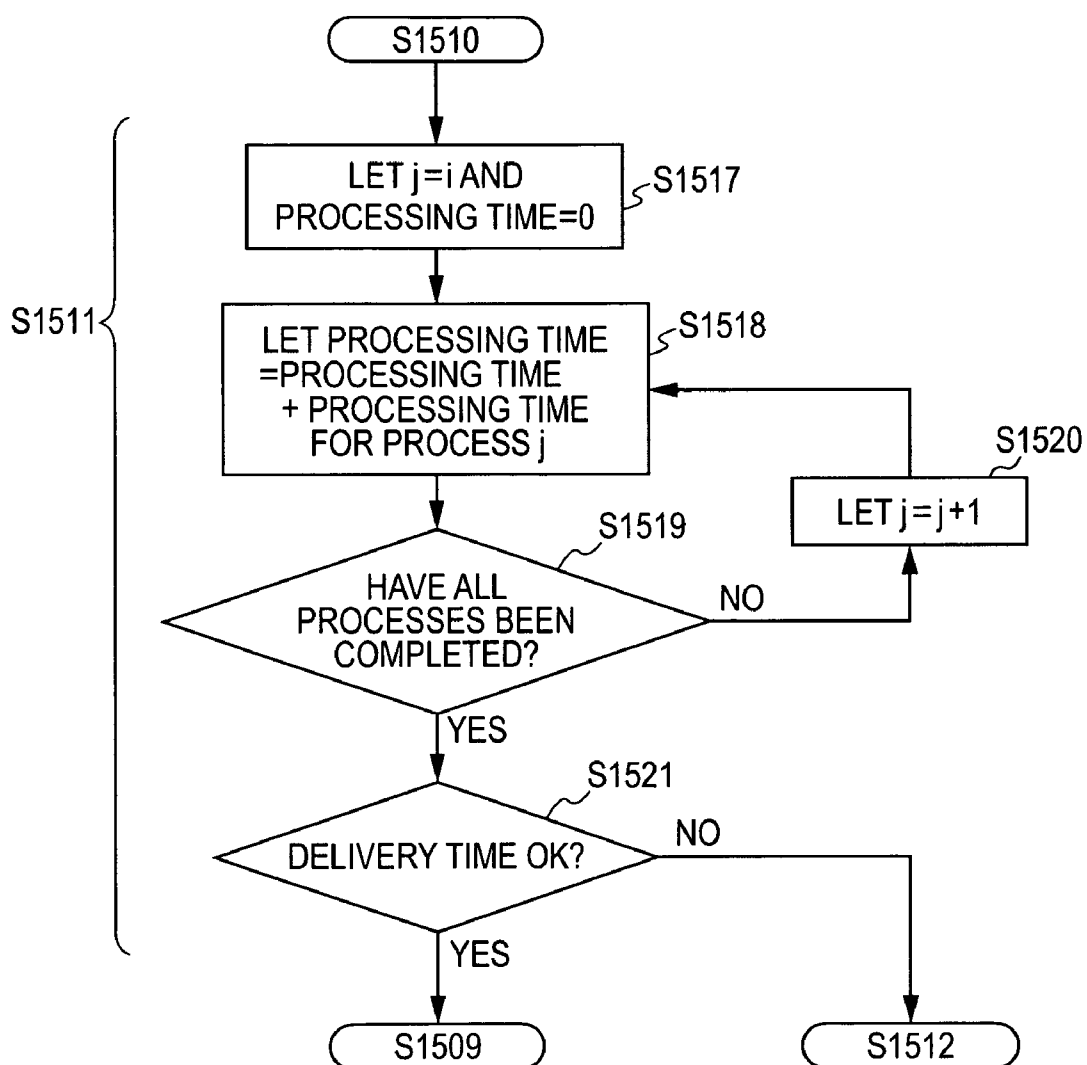 S1510
LET j=i AND
PROCESSING TIME=0
S1517
S1511
LET PROCESSING TIME
=PROCESSING TIME
+ PROCESSING TIME
FOR PROCESS j
S1518
S1520
LET j=j+1
S1519
HAVE ALL
PROCESSES BEEN
COMPLETED?
NO
YES
S1521
DELIVERY TIME OK?
NO
YES
S1509
S1512